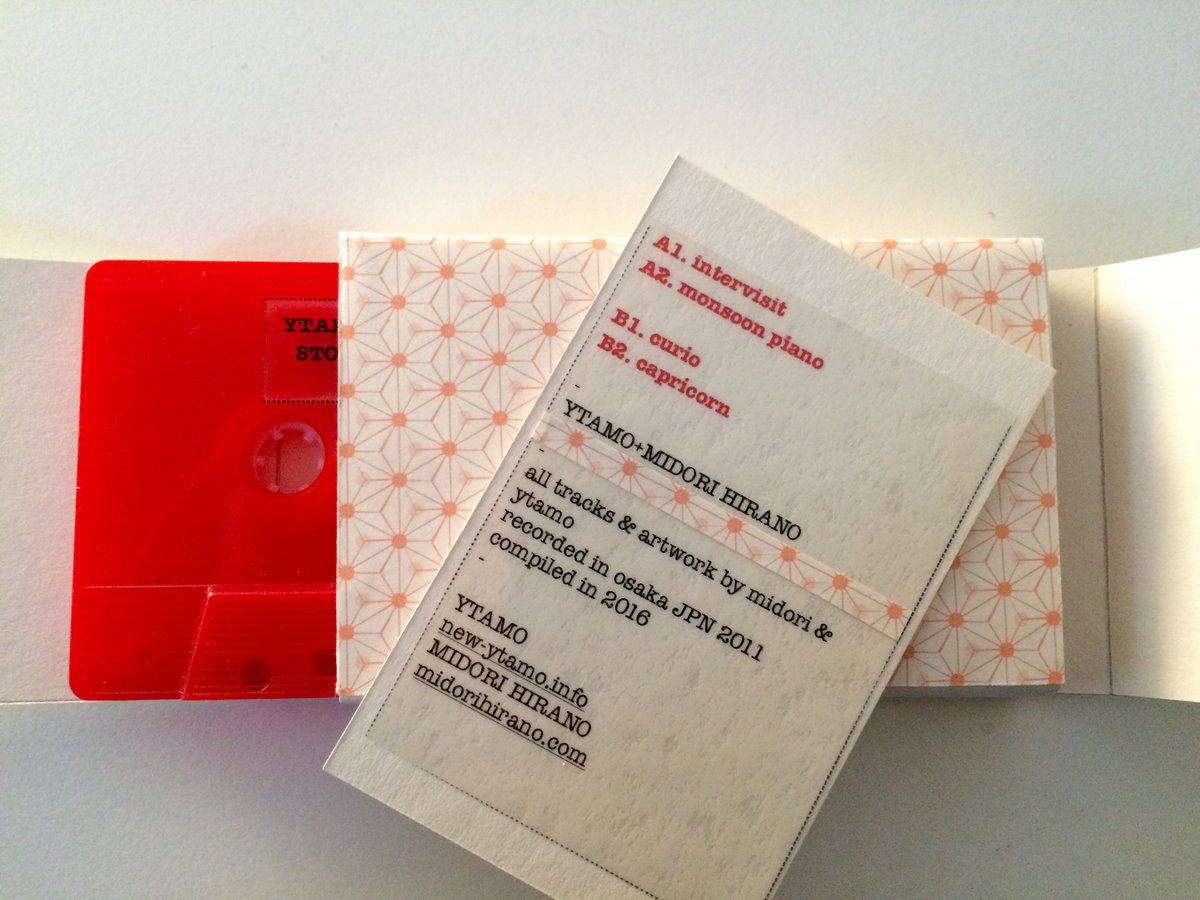 A1. intervisit
A2. monsoon piano
B1. curio
B2. capricorn
-
YTAMO+MIDORI HIRANO
-
all tracks & artwork by midori &
ytamo
recorded in osaka JPN 2011
compiled in 2016
-
YTAMO
new-ytamo.info
MIDORI HIRANO
midorihirano.com